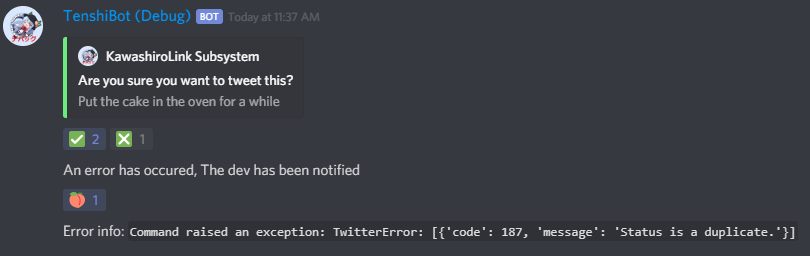 TenshiBot (Debug) BOT Today at 11:37 AM
KawashiroLink Subsystem
Are you sure you want to tweet this?
Put the cake in the oven for a while
2 1
An error has occured, The dev has been notified
1
Error info: Command raised an exception: TwitterError: [{'code': 187, 'message': 'Status is a duplicate.'}]